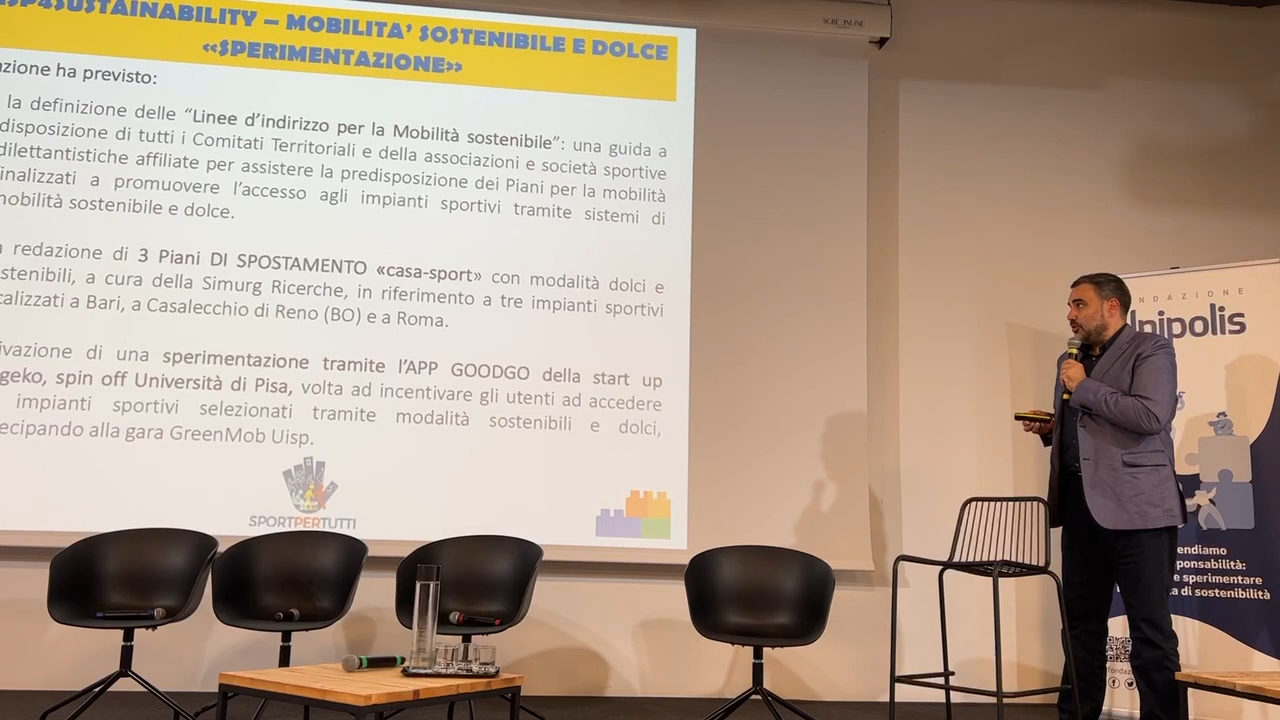 SP4SUSTAINABILITY – MOBILITA' SOSTENIBILE E DOLCE
«SPERIMENTAZIONE»
azione ha previsto:
la definizione delle "Linee d'indirizzo per la Mobilità sostenibile": una guida a
disposizione di tutti i Comitati Territoriali e della associazioni e società sportive
dilettantistiche affiliate per assistere la predisposizione dei Piani per la mobilità
finalizzati a promuovere l'accesso agli impianti sportivi tramite sistemi di
mobilità sostenibile e dolce.
redazione di 3 Piani DI SPOSTAMENTO «casa-sport» con modalità dolci e
stenibili, a cura della Simurg Ricerche, in riferimento a tre impianti sportivi
calizzati a Bari, a Casalecchio di Reno (BO) e a Roma.
ivazione di una sperimentazione tramite l'APP GOODGO della start up
geko, spin off Università di Pisa, volta ad incentivare gli utenti ad accedere
impianti sportivi selezionati tramite modalità sostenibili e dolci,
ecipando alla gara GreenMob Uisp.
SPORTPERTUTTI
NDAZIONE
nipolis
endiamo
ponsabilità:
e sperimentare
a di sostenibilità